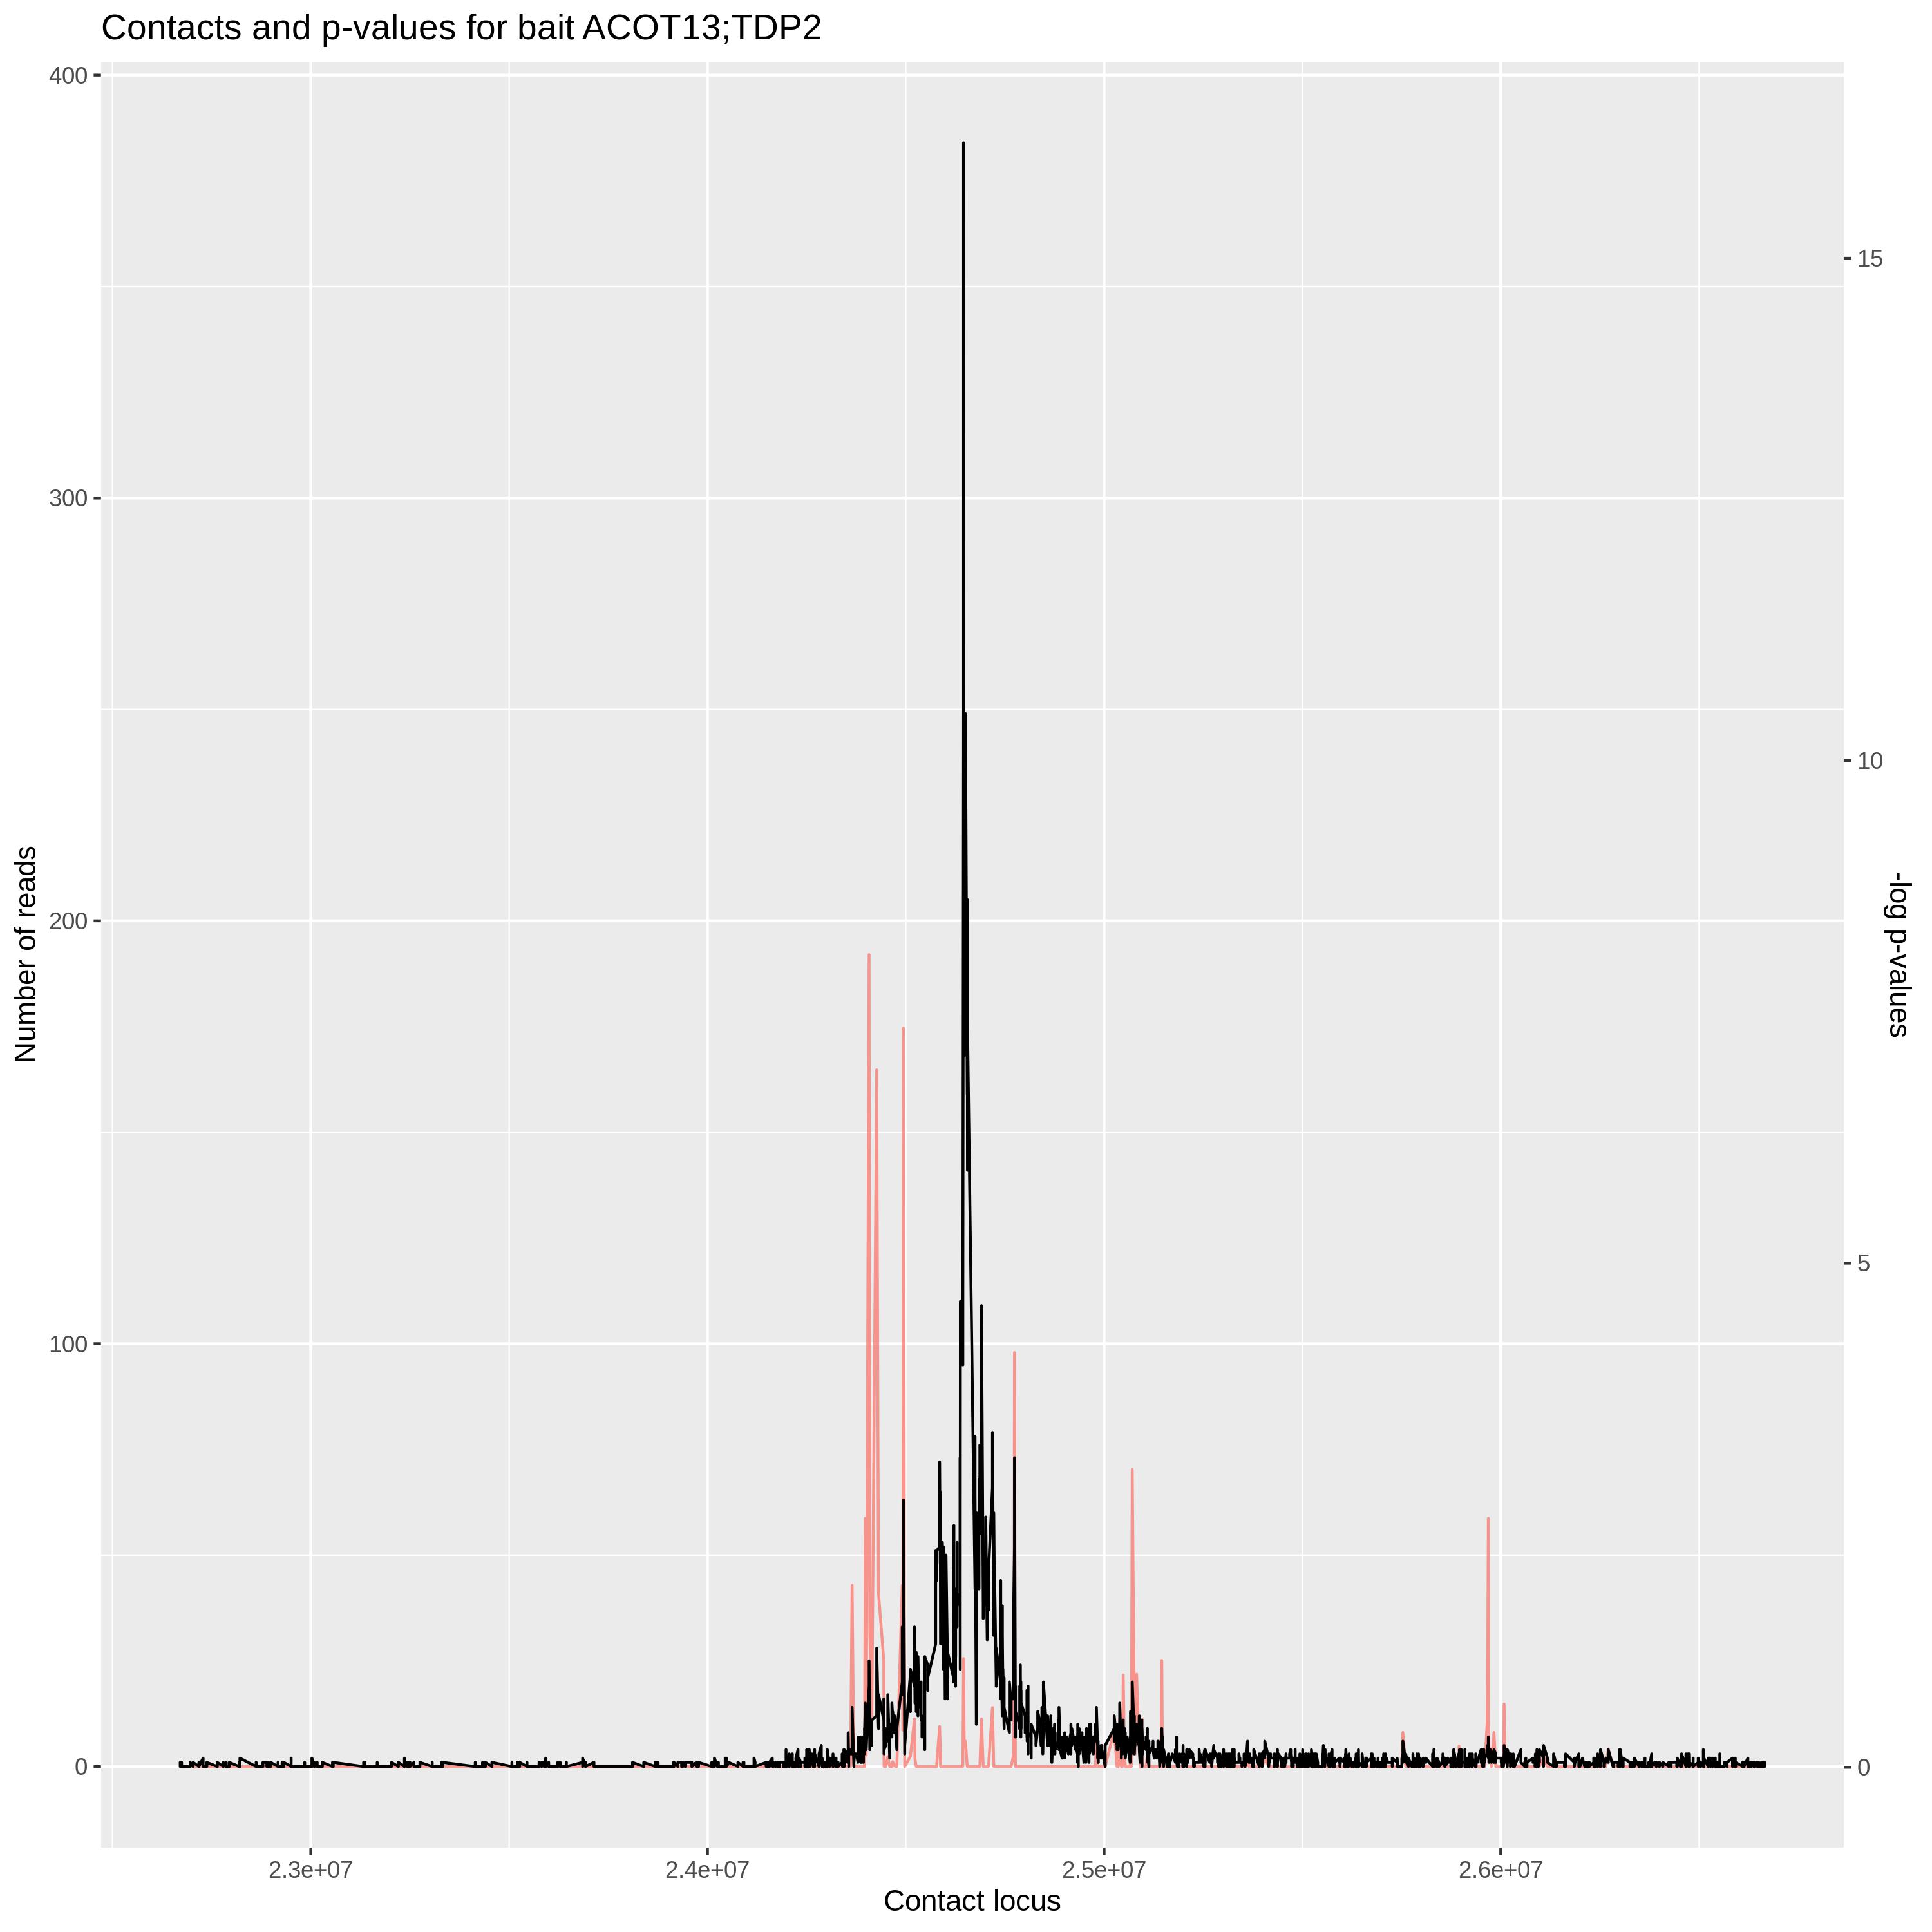 Contacts and p-values for bait ACOT13;TDP2
400
300
200
100
0
Number of reads
15
10
5
0
-log p-values
2.3e+07
2.4e+07
2.5e+07
2.6e+07
Contact locus